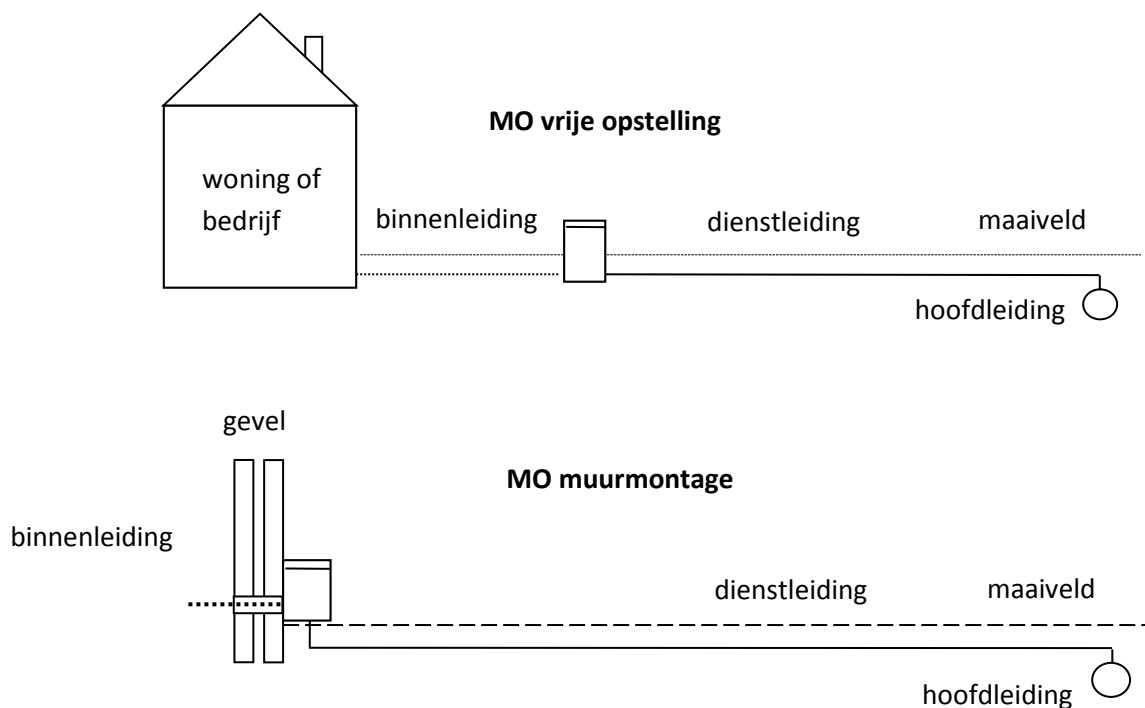 MO vrije opstelling
woning of
bedrijf
binnenleiding
dienstleiding
maaiveld
hoofdleiding
gevel
MO muurmontage
binnenleiding
dienstleiding
maaiveld
hoofdleiding